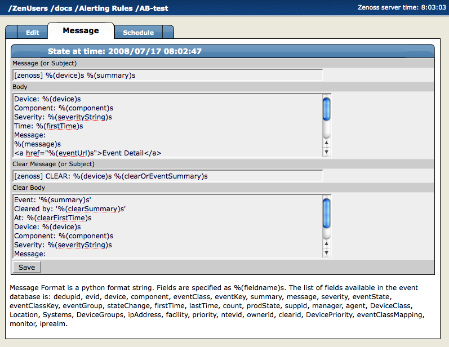 /ZenUsers /docs /Alerting Rules /AB-test
Zenoss server time: 8:03:03
Edit
Message
Schedule
State at time: 2008/07/17 08:02:47
Message (or Subject)
[zenoss] %(device)s %(summary)s
Body
Device: %(device)s
Component: %(component)s
Severity: %(severityString)s
Time: %(firstTime)s
Message:
%(message)s
<a href="%(eventUrl)s">Event Detail</a>
Clear Message (or Subject)
[zenoss] CLEAR: %(device)s %(clearOrEventSummary)s
Clear Body
Event: '%(summary)s'
Cleared by: '%(clearSummary)s'
At: %(clearFirstTime)s
Device: %(device)s
Component: %(component)s
Severity: %(severityString)s
Message:
Save
Message Format is a python format string. Fields are specified as %(fieldname)s. The list of fields available in the event
database is: dedupid, evid, device, component, eventClass, eventKey, summary, message, severity, eventState,
eventClassKey, eventGroup, stateChange, firstTime, lastTime, count, prodState, suppid, manager, agent, DeviceClass,
Location, Systems, DeviceGroups, ipAddress, facility, priority, ntevid, ownerid, clearid, DevicePriority, eventClassMapping,
monitor, iprealm.